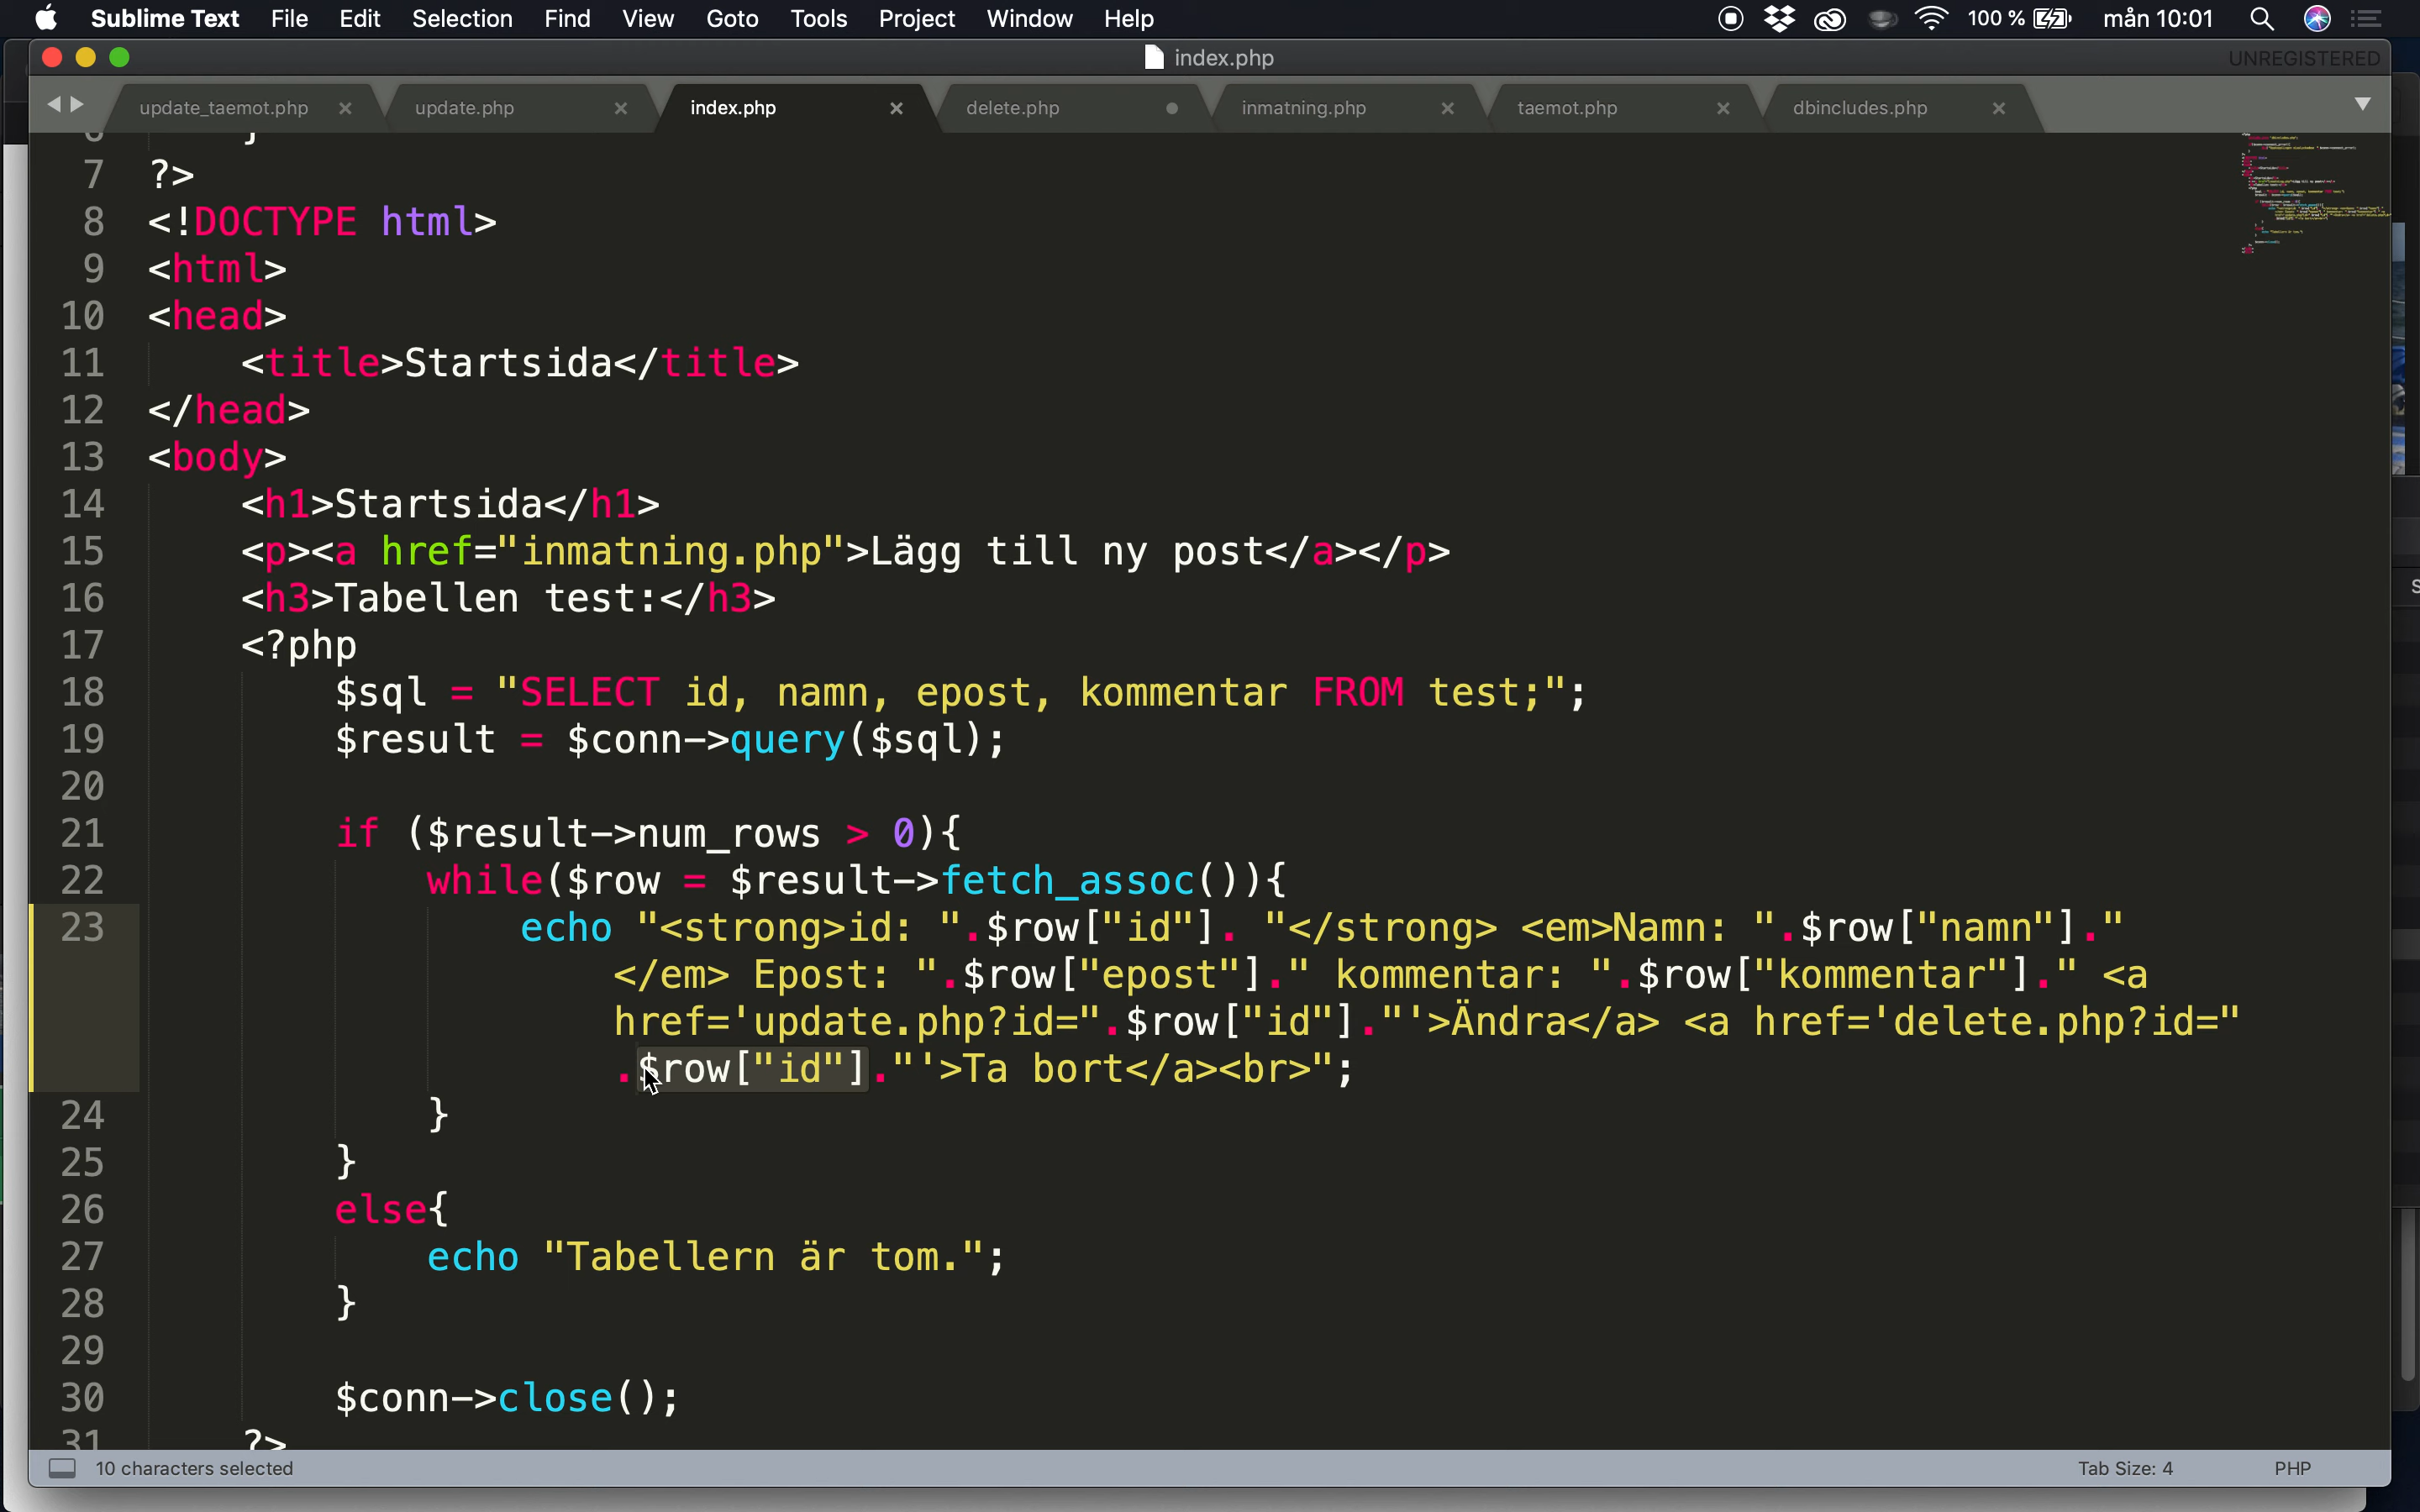 Sublime Text File Edit Selection Find View Goto Tools Project Window Help 100 % mån 10:01
index.php UNREGISTERED
update_taemot.php update.php index.php delete.php inmatning.php taemot.php dbincludes.php
6 }
7 ?>
8 <!DOCTYPE html>
9 <html>
10 <head>
11 <title>Startsida</title>
12 </head>
13 <body>
14 <h1>Startsida</h1>
15 <p><a href="inmatning.php">Lägg till ny post</a></p>
16 <h3>Tabellen test:</h3>
17 <?php
18 $sql = "SELECT id, namn, epost, kommentar FROM test;";
19 $result = $conn->query($sql);
20
21 if ($result->num_rows > 0){
22 while($row = $result->fetch_assoc()){
23 echo "<strong>id: ".$row["id"]. "</strong> <em>Namn: ".$row["namn"]."
</em> Epost: ".$row["epost"]." kommentar: ".$row["kommentar"]." <a
href='update.php?id=".$row["id"]."'>Ändra</a> <a href='delete.php?id="
.$row["id"]."'>Ta bort</a><br>";
24 }
25 }
26 else{
27 echo "Tabellern är tom.";
28 }
29
30 $conn->close();
31 ?>
10 characters selected Tab Size: 4 PHP